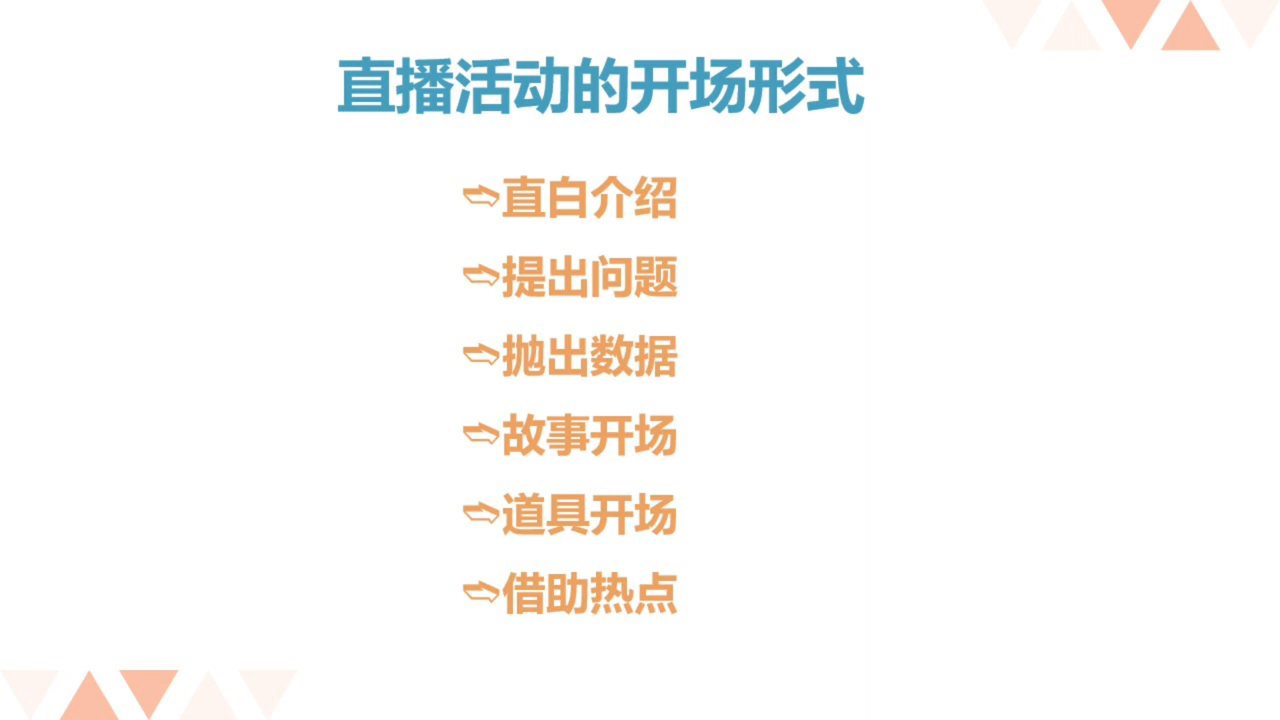 直播活动的开场形式
➯直白介绍
➯提出问题
➯抛出数据
➯故事开场
➯道具开场
➯借助热点